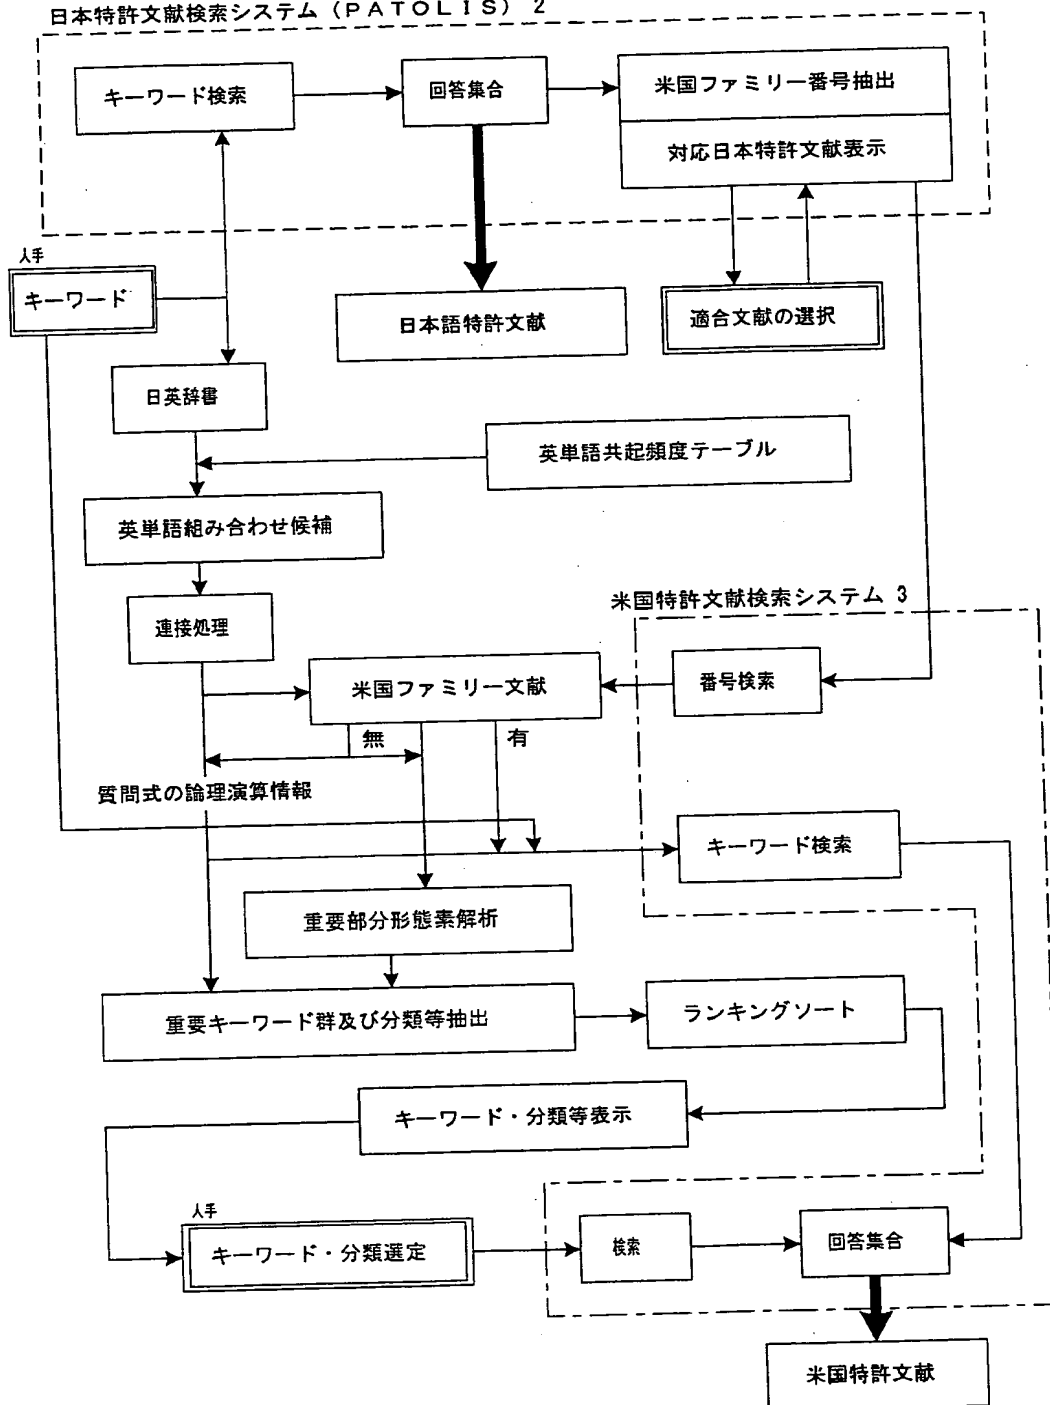 日本特許文献検索システム（ＰＡＴＯＬＩＳ） 2
キーワード検索
回答集合
米国ファミリー番号抽出
対応日本特許文献表示
人手
キーワード
日本語特許文献
適合文献の選択
日英辞書
英単語共起頻度テーブル
英単語組み合わせ候補
連接処理
米国特許文献検索システム 3
米国ファミリー文献
番号検索
無
有
質問式の論理演算情報
キーワード検索
重要部分形態素解析
重要キーワード群及び分類等抽出
ランキングソート
キーワード・分類等表示
人手
キーワード・分類選定
検索
回答集合
米国特許文献